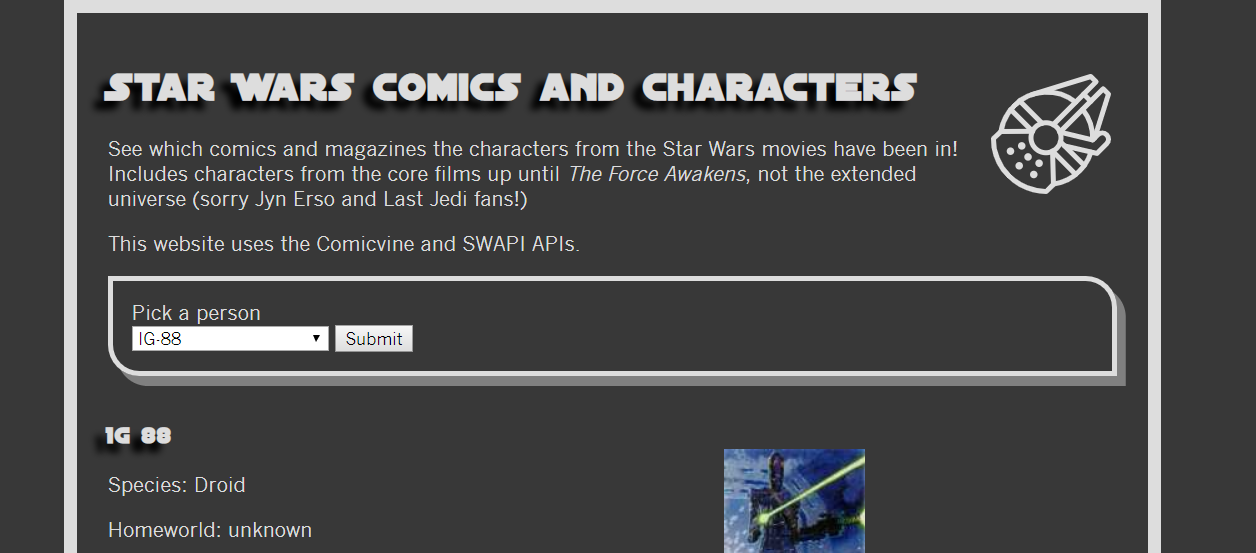 STAR WARS COMICS AND CHARACTERS
See which comics and magazines the characters from the Star Wars movies have been in!
Includes characters from the core films up until The Force Awakens, not the extended
universe (sorry Jyn Erso and Last Jedi fans!)
This website uses the Comicvine and SWAPI APIs.
Pick a person
IG-88
Submit
IG 88
Species: Droid
Homeworld: unknown